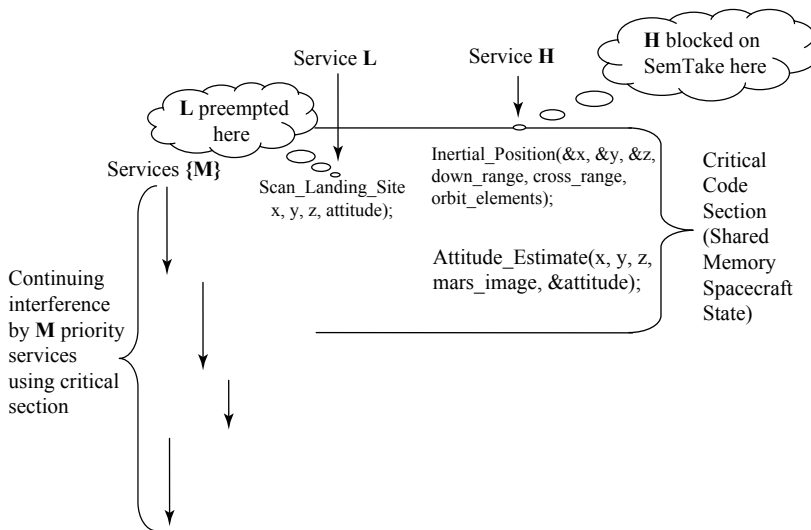 Service L
Service H
H blocked on
SemTake here
L preempted
here
Services {M}
Scan_Landing_Site
x, y, z, attitude);
Inertial_Position(&x, &y, &z,
down_range, cross_range,
orbit_elements);
Attitude_Estimate(x, y, z,
mars_image, &attitude);
Critical
Code
Section
(Shared
Memory
Spacecraft
State)
Continuing
interference
by M priority
services
using critical
section